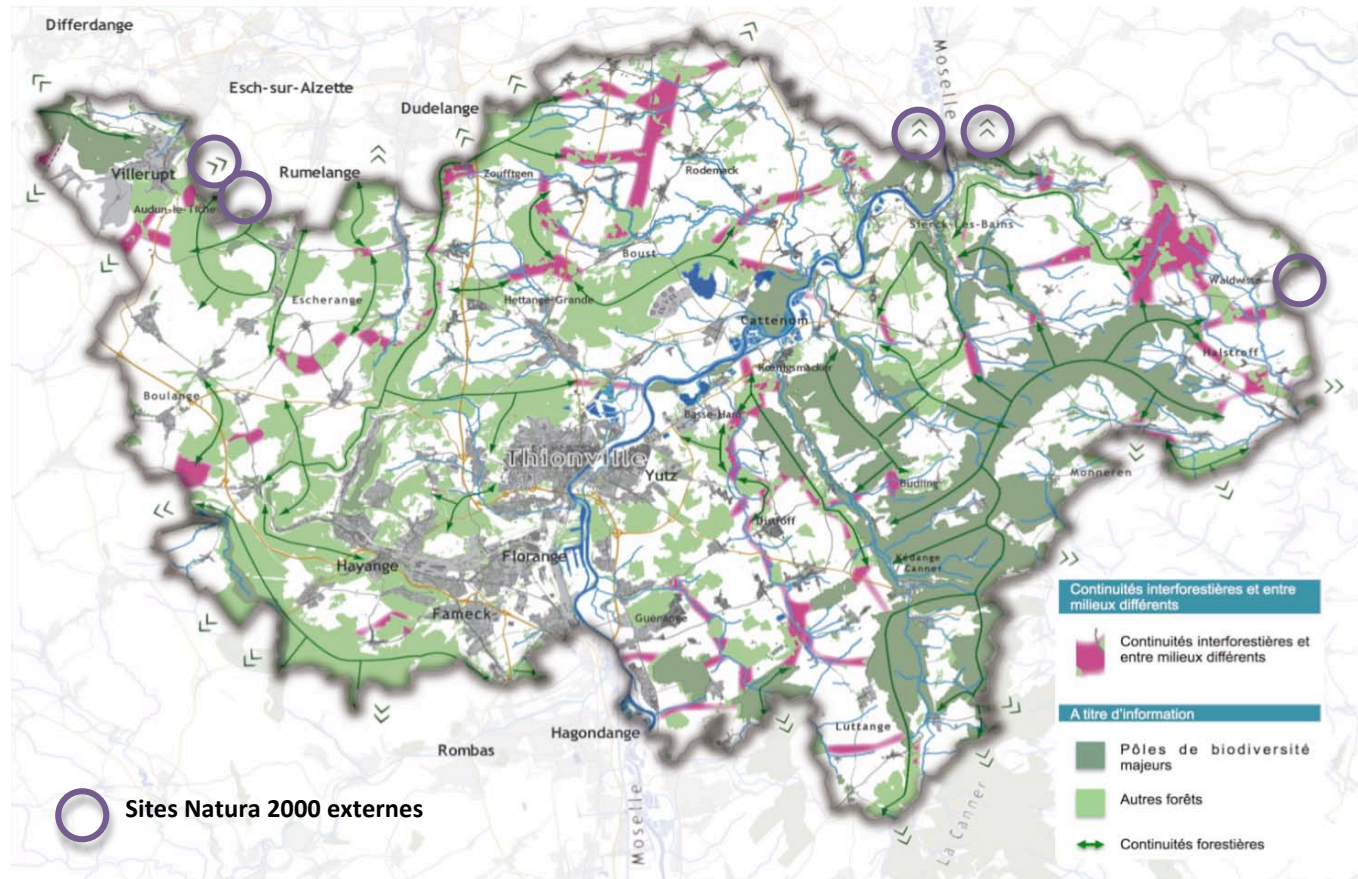 Differdange
Moselle
Esch-sur-Alzette
Dudelange
Villerupt
Rumelange
Zoufftgen
Rodemack
Audun-le-Tiche
Sierck-Les-Bains
Boust
Escherange
Hettange-Grande
Waldwisse
Cattenom
Halstroff
Kœnigsmacker
Boulange
Basse-Ham
Thionville
Yutz
Monneren
Budling
Distroff
Hayange
Florange
Kédange
Canner
Fameck
Guénange
Luttange
Hagondange
Rombas
Moselle
La Canner
Continuités interforestières et entre
milieux différents
Continuités interforestières et
entre milieux différents
A titre d'information
Pôles de biodiversité
majeurs
Autres forêts
Continuités forestières
Sites Natura 2000 externes